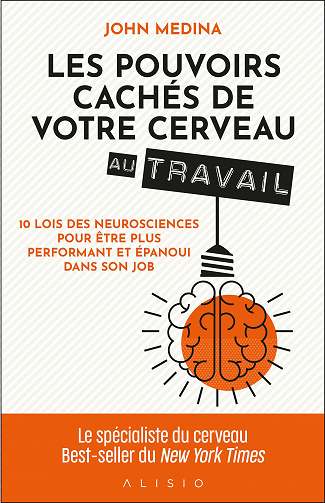 JOHN MEDINA
LES POUVOIRS
CACHÉS DE
VOTRE CERVEAU
AU TRAVAIL
10 LOIS DES NEUROSCIENCES
POUR ÊTRE PLUS
PERFORMANT ET ÉPANOUI
DANS SON JOB
Le spécialiste du cerveau
Best-seller du New York Times
ALISIO